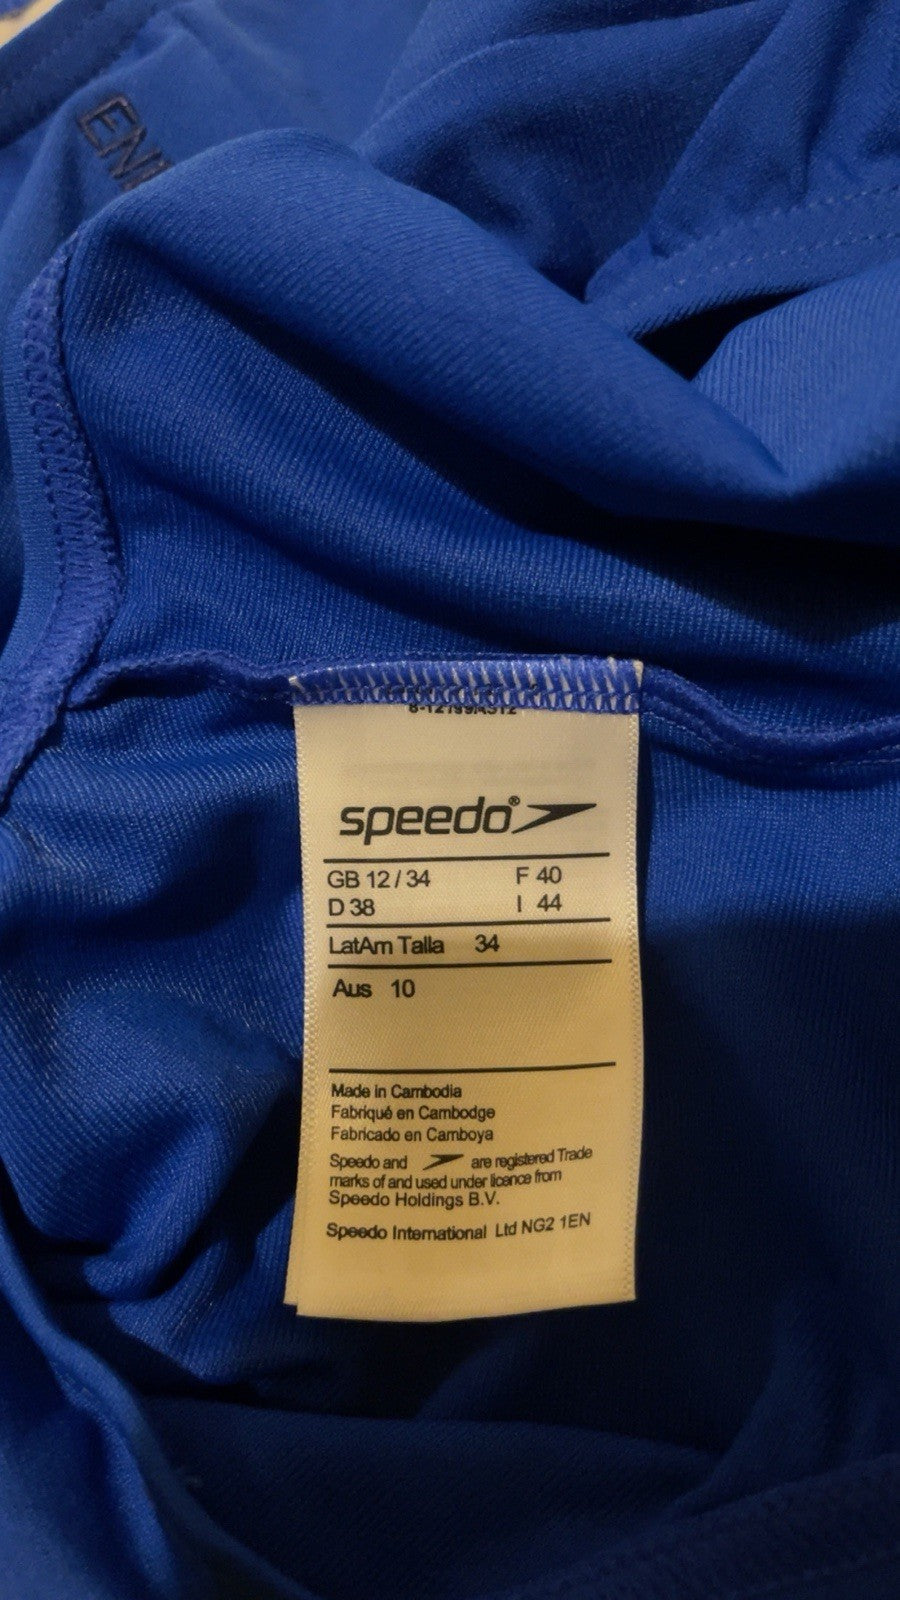 speedo®
GB 12 / 34 F 40
D 38 I 44
LatAm Talla 34
Aus 10
Made in Cambodia
Fabriqué en Cambodge
Fabricado en Camboya
Speedo and are registered Trade
marks of and used under licence from
Speedo Holdings B.V.
Speedo International Ltd NG2 1EN